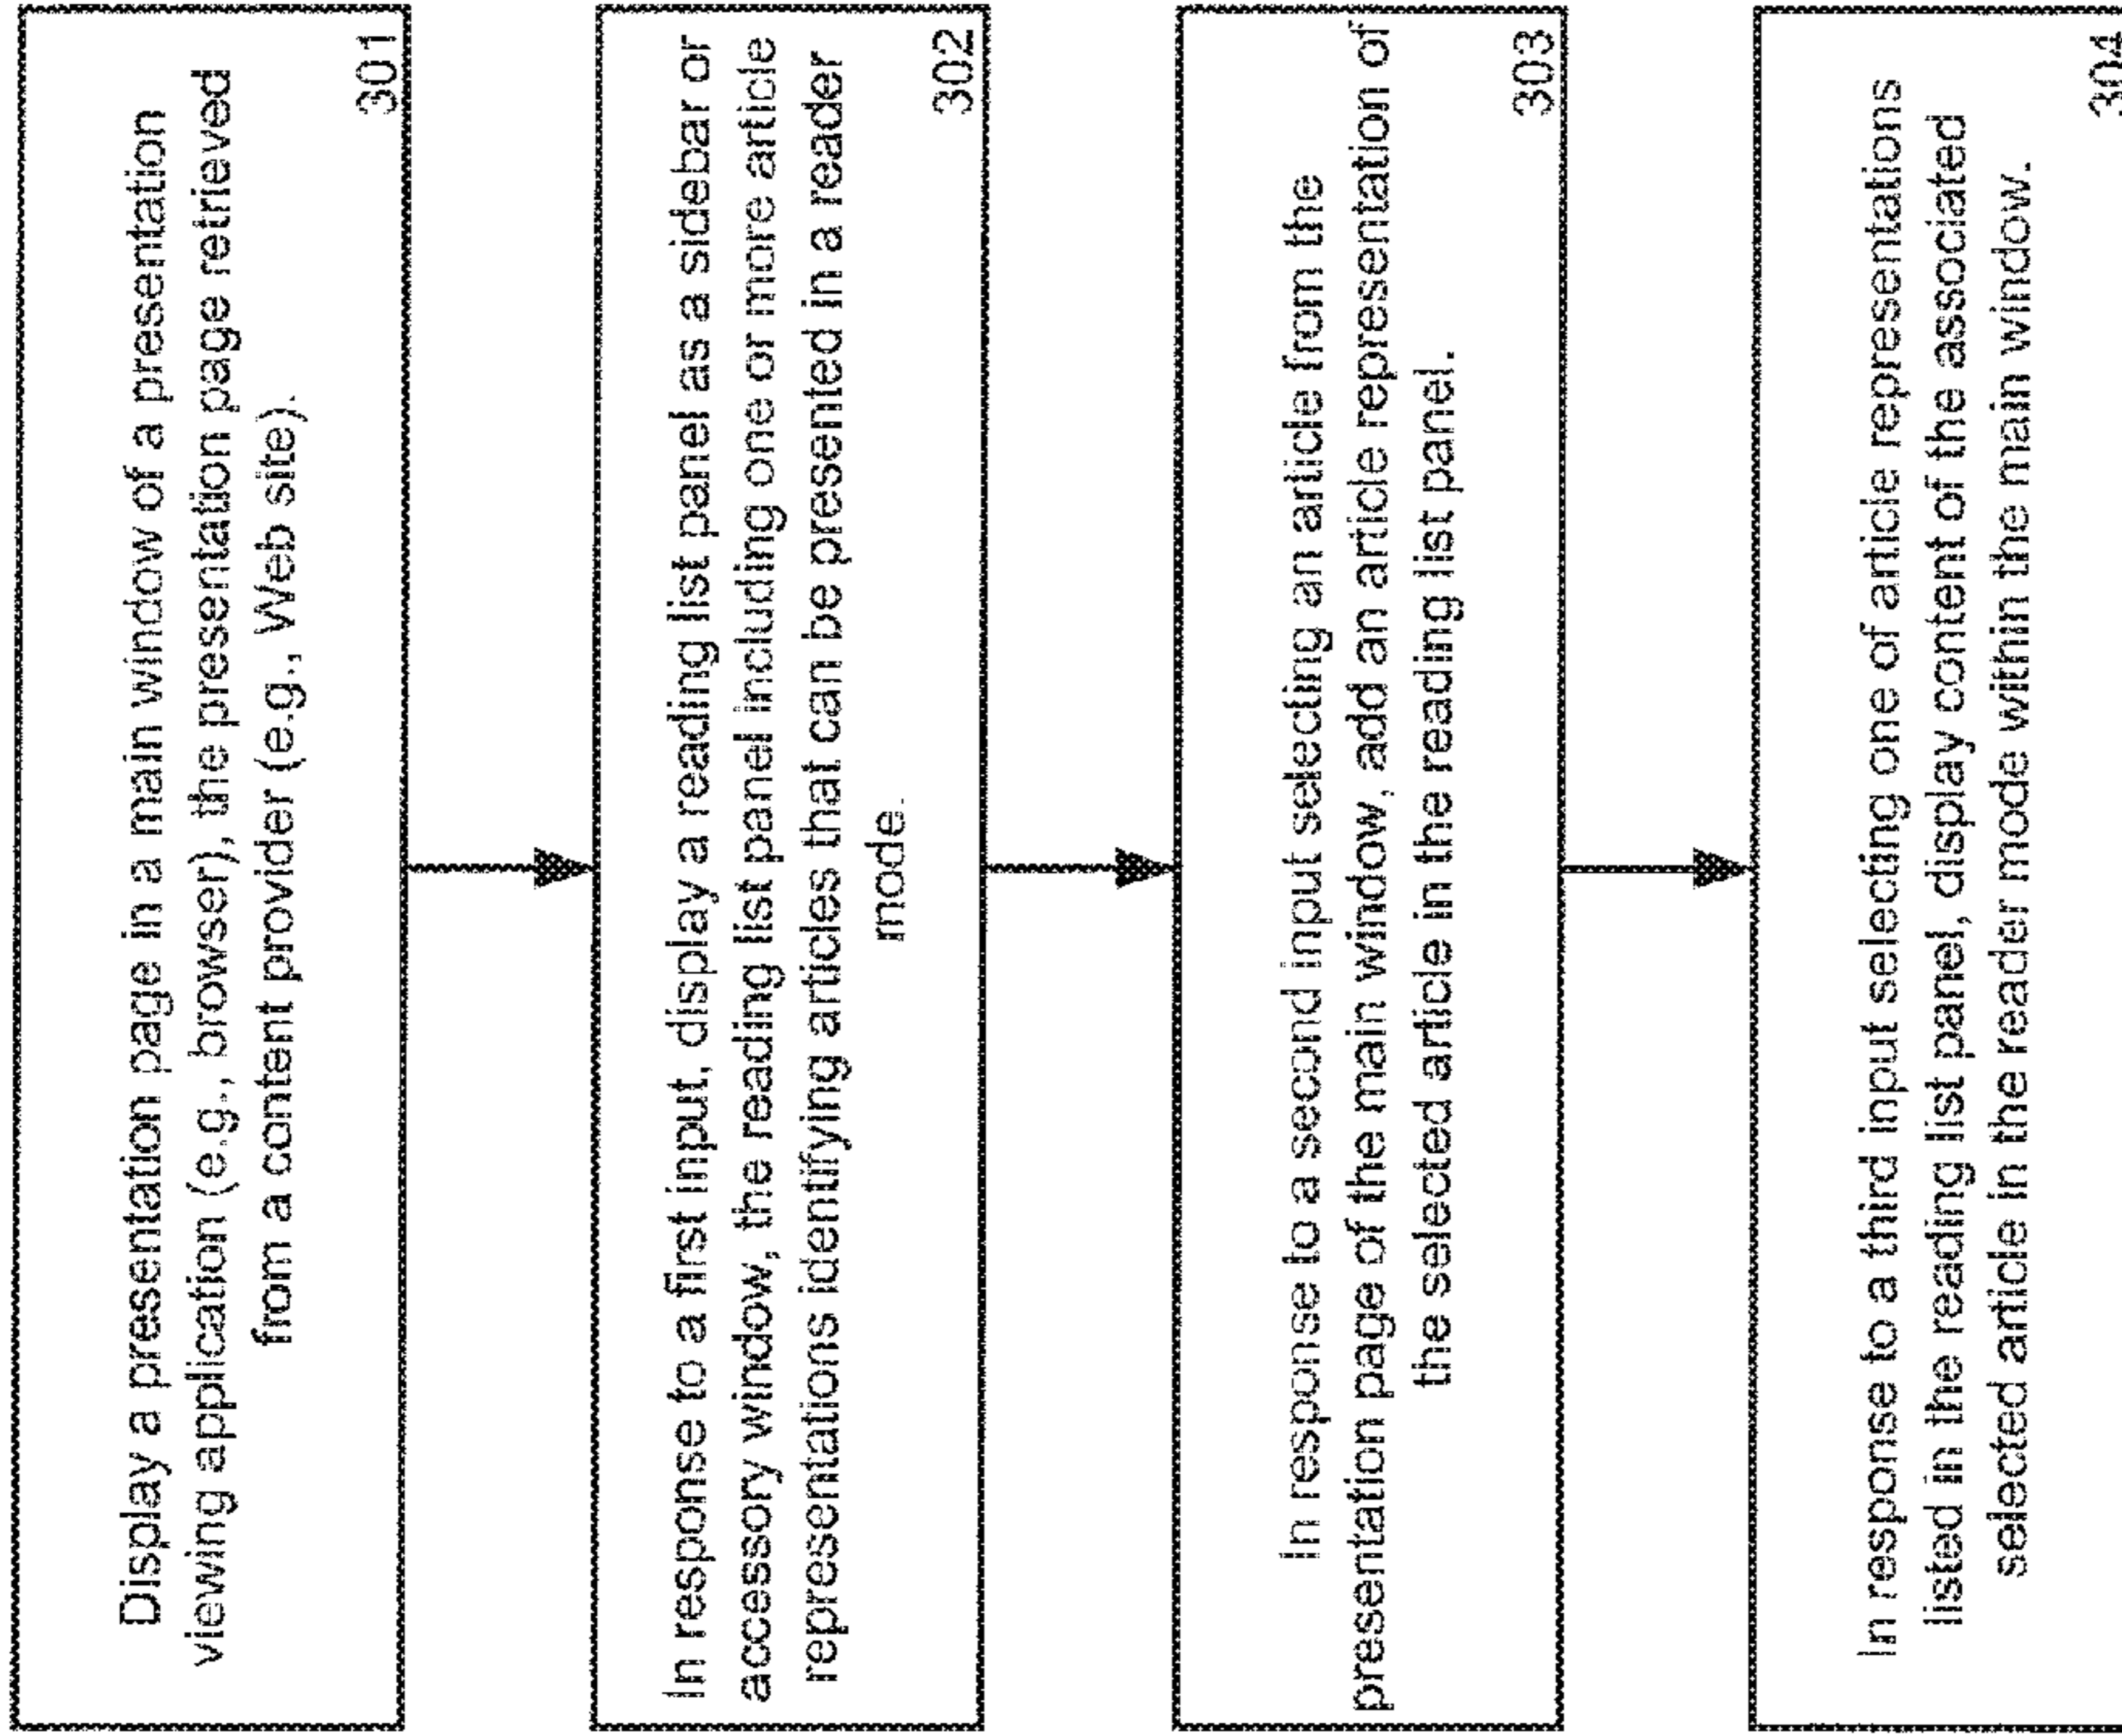 Display a presentation page in a main window of a presentation
viewing application (e.g., browser), the presentation page retrieved
from a content provider (e.g., Web site).
301
In response to a first input, display a reading list panel as a sidebar or
accessory window, the reading list panel including one or more article
representations identifying articles that can be presented in a reader
mode.
302
In response to a second input selecting an article from the
presentation page of the main window, add an article representation of
the selected article in the reading list panel.
303
In response to a third input selecting one of article representations
listed in the reading list panel, display content of the associated
selected article in the reader mode within the main window.
304